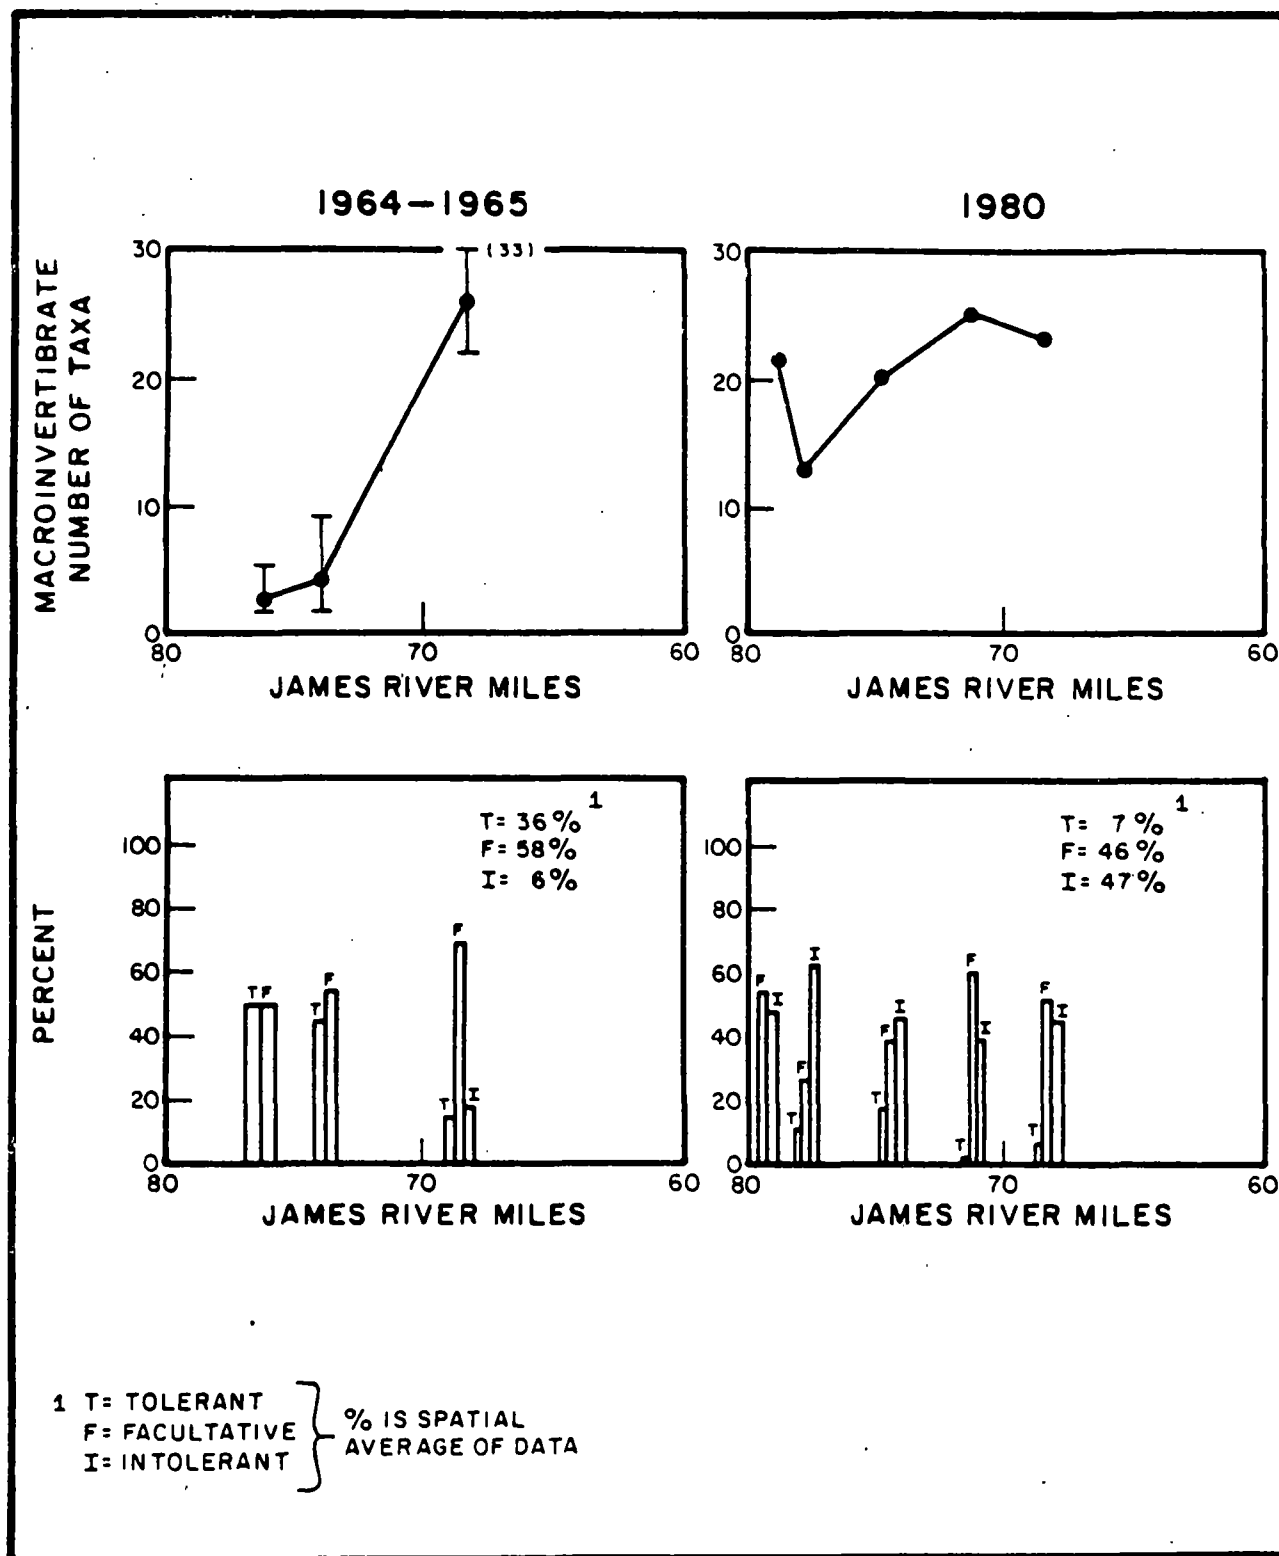 1964-1965
1980
MACROINVERTIBRATE
NUMBER OF TAXA
30
20
10
0
(33)
80
70
60
JAMES RIVER MILES
30
20
10
0
80
70
60
JAMES RIVER MILES
PERCENT
100
80
60
40
20
0
T= 36% 1
F= 58%
I= 6%
T F
T F
T F I
80
70
60
JAMES RIVER MILES
100
80
60
40
20
0
T= 7% 1
F= 46%
I= 47%
F I
T F I
T F I
T F I
T F I
80
70
60
JAMES RIVER MILES
1 T= TOLERANT
F= FACULTATIVE
I= INTOLERANT
% IS SPATIAL
AVERAGE OF DATA